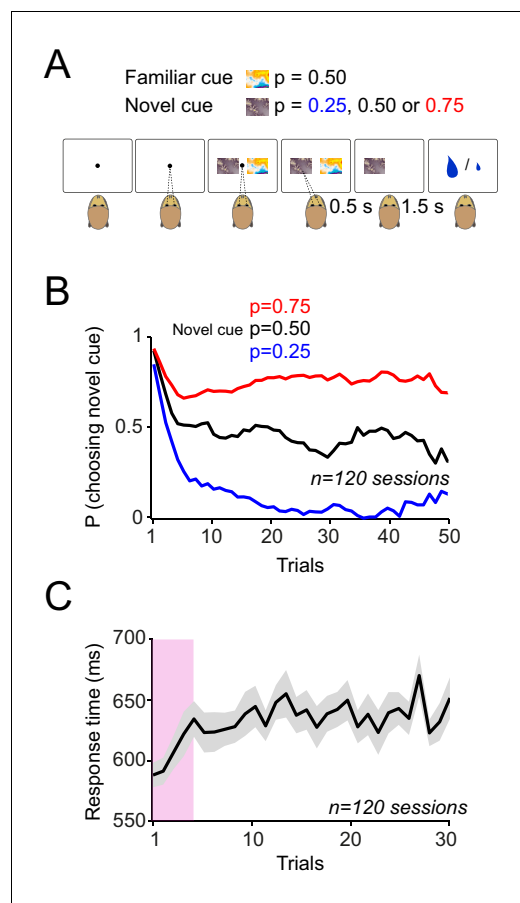 A
Familiar cue p = 0.50
Novel cue p = 0.25, 0.50 or 0.75
/
0.5 s 1.5 s
B
p=0.75
Novel cue p=0.50
p=0.25
P (choosing novel cue)
1
0.5
0
n=120 sessions
1 10 20 30 40 50
Trials
C
Response time (ms)
700
650
600
550
n=120 sessions
1 10 20 30
Trials